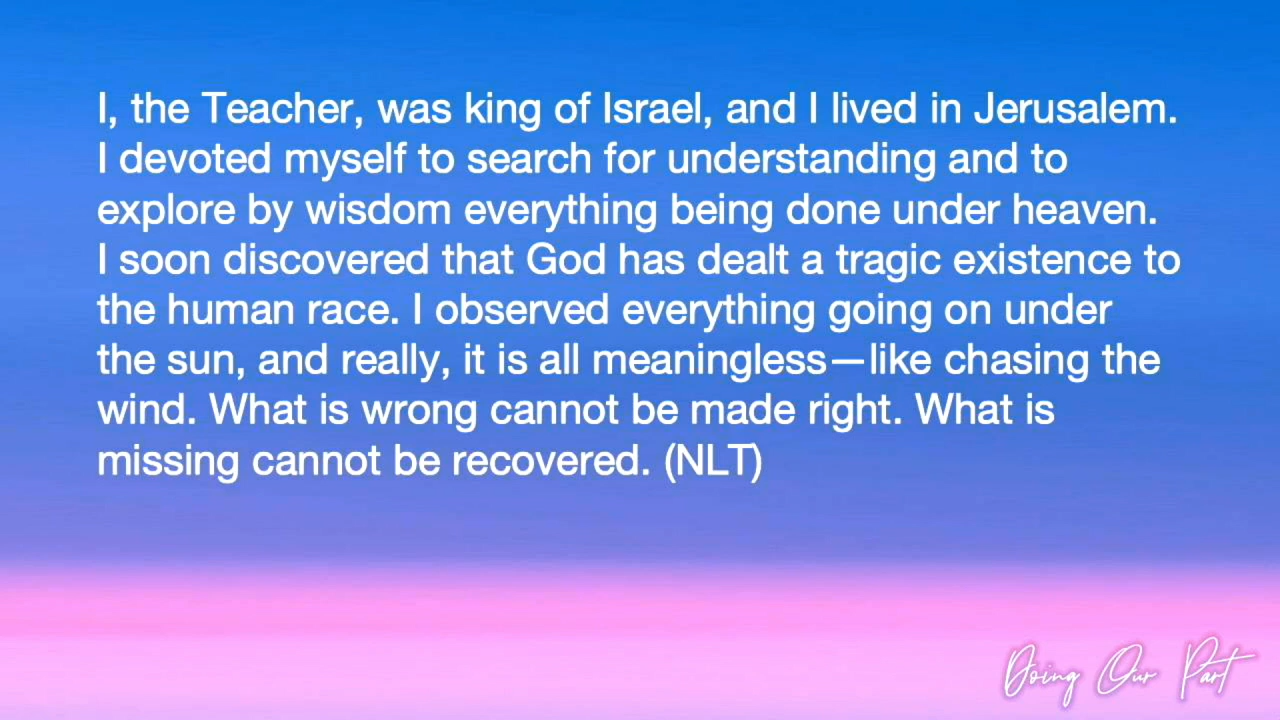 I, the Teacher, was king of Israel, and I lived in Jerusalem.
I devoted myself to search for understanding and to
explore by wisdom everything being done under heaven.
I soon discovered that God has dealt a tragic existence to
the human race. I observed everything going on under
the sun, and really, it is all meaningless—like chasing the
wind. What is wrong cannot be made right. What is
missing cannot be recovered. (NLT)
Doing Our Part